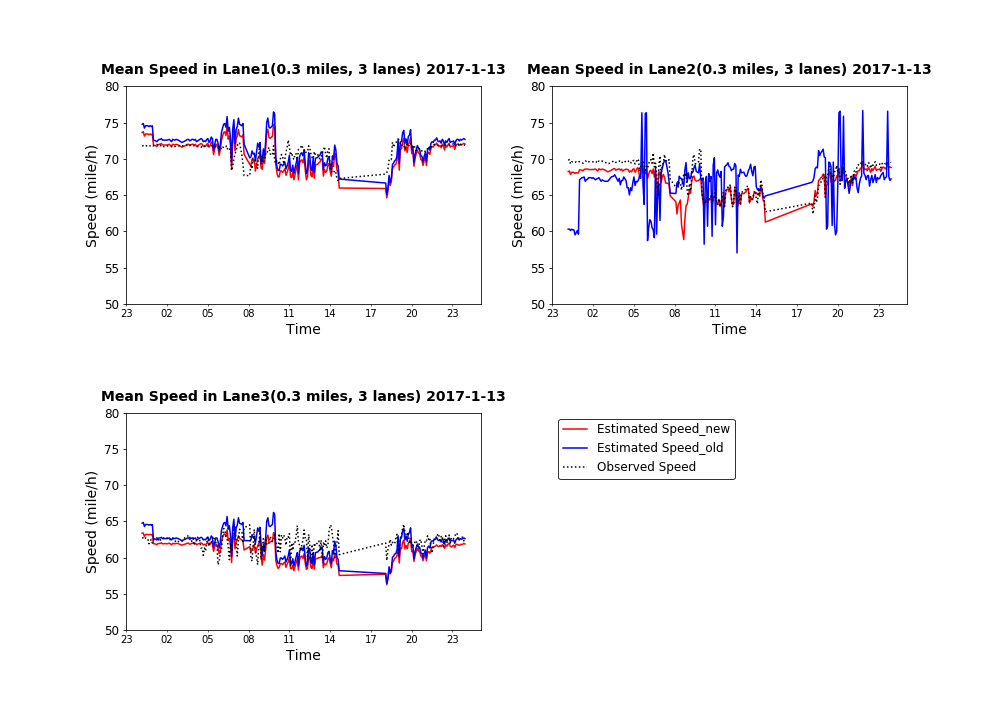 Mean Speed in Lane1(0.3 miles, 3 lanes) 2017-1-13
80
75
70
65
60
55
50
Speed (mile/h)
23 02 05 08 11 14 17 20 23
Time
Mean Speed in Lane2(0.3 miles, 3 lanes) 2017-1-13
80
75
70
65
60
55
50
Speed (mile/h)
23 02 05 08 11 14 17 20 23
Time
Mean Speed in Lane3(0.3 miles, 3 lanes) 2017-1-13
80
75
70
65
60
55
50
Speed (mile/h)
23 02 05 08 11 14 17 20 23
Time
Estimated Speed_new
Estimated Speed_old
Observed Speed